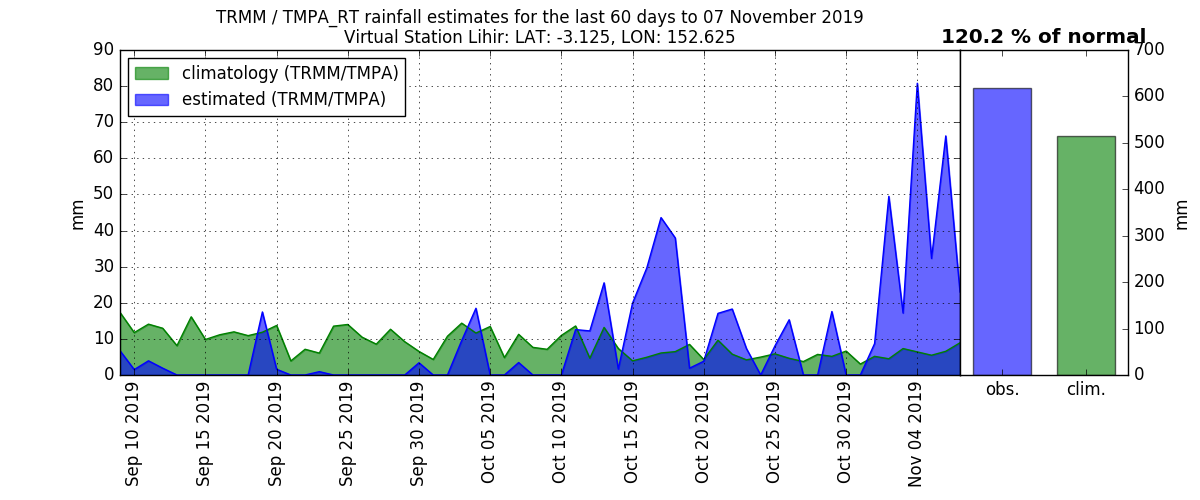 TRMM / TMPA_RT rainfall estimates for the last 60 days to 07 November 2019
Virtual Station Lihir: LAT: -3.125, LON: 152.625
120.2 % of normal
climatology (TRMM/TMPA)
estimated (TRMM/TMPA)
90
80
70
60
50
40
30
20
10
0
mm
Sep 10 2019
Sep 15 2019
Sep 20 2019
Sep 25 2019
Sep 30 2019
Oct 05 2019
Oct 10 2019
Oct 15 2019
Oct 20 2019
Oct 25 2019
Oct 30 2019
Nov 04 2019
obs.
clim.
700
600
500
400
300
200
100
0
mm